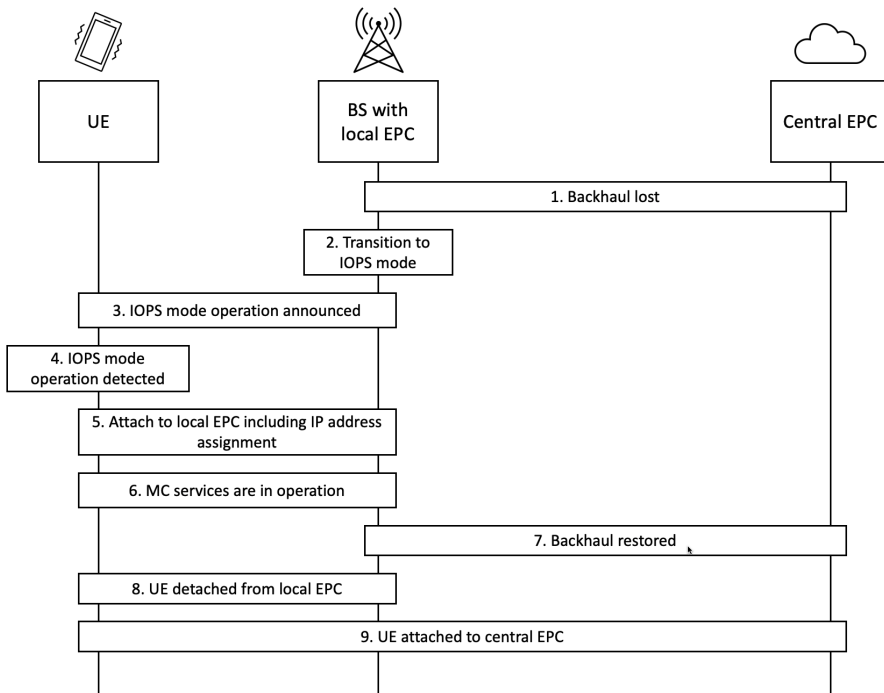 UE
BS with
local EPC
Central EPC
1. Backhaul lost
2. Transition to
IOPS mode
3. IOPS mode operation announced
4. IOPS mode
operation detected
5. Attach to local EPC including IP address
assignment
6. MC services are in operation
7. Backhaul restored
8. UE detached from local EPC
9. UE attached to central EPC